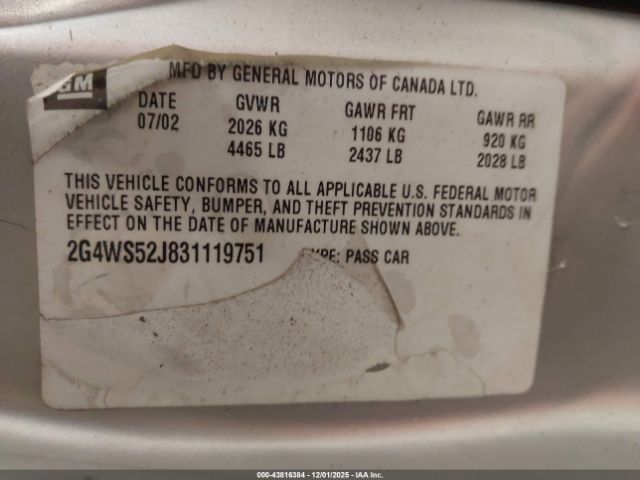 GM
MFD BY GENERAL MOTORS OF CANADA LTD.
DATE GVWR GAWR FRT GAWR RR
07/02 2026 KG 1106 KG 920 KG
4465 LB 2437 LB 2028 LB
THIS VEHICLE CONFORMS TO ALL APPLICABLE U.S. FEDERAL MOTOR
VEHICLE SAFETY, BUMPER, AND THEFT PREVENTION STANDARDS IN
EFFECT ON THE DATE OF MANUFACTURE SHOWN ABOVE.
2G4WS52J831119751 TYPE: PASS CAR
000-43816384 | 12/01/2025 | IAA Inc.